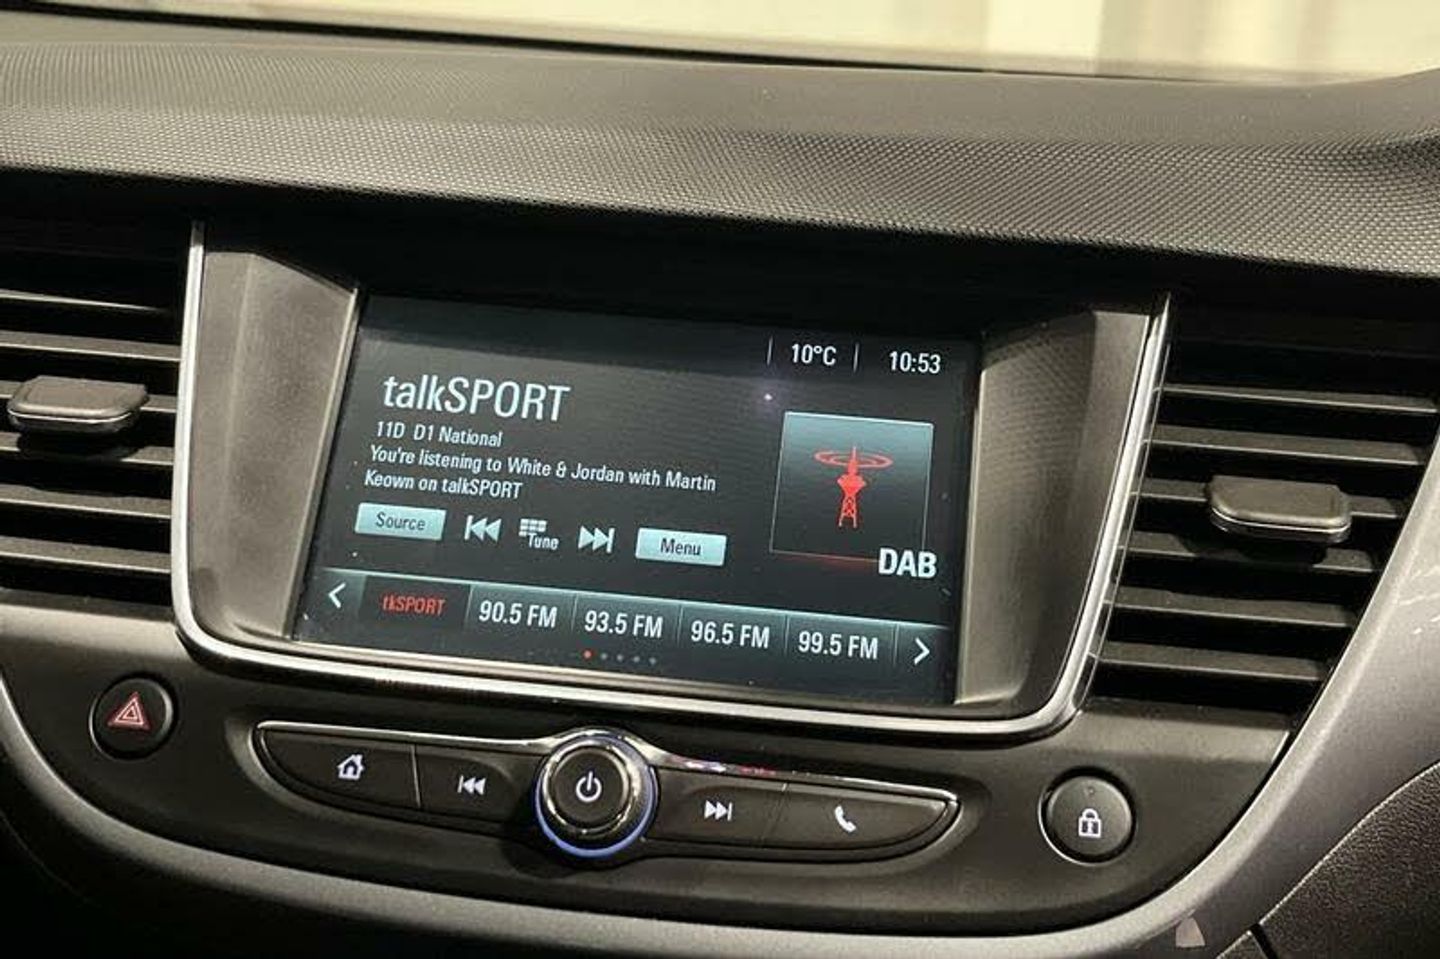 10°C 10:53
talkSPORT
11D D1 National
You're listening to White & Jordan with Martin
Keown on talkSPORT
Source Tune Menu
DAB
tkSPORT 90.5 FM 93.5 FM 96.5 FM 99.5 FM